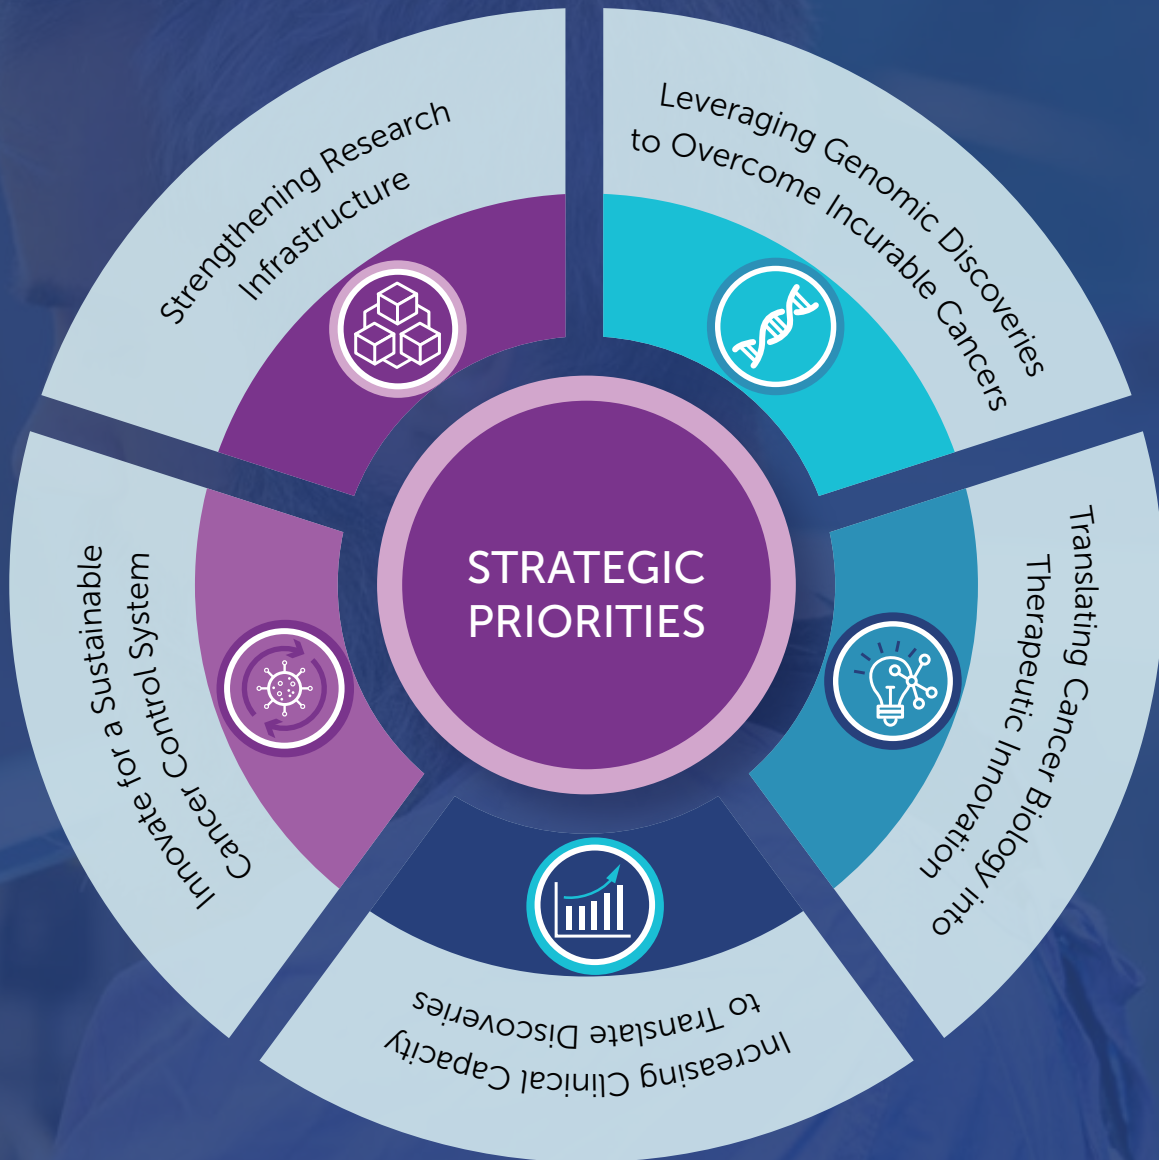 STRATEGIC
PRIORITIES
Leveraging Genomic Discoveries
to Overcome Incurable Cancers
Translating Cancer Biology into
Therapeutic Innovation
Increasing Clinical Capacity
to Translate Discoveries
Innovate for a Sustainable
Cancer Control System
Strengthening Research
Infrastructure